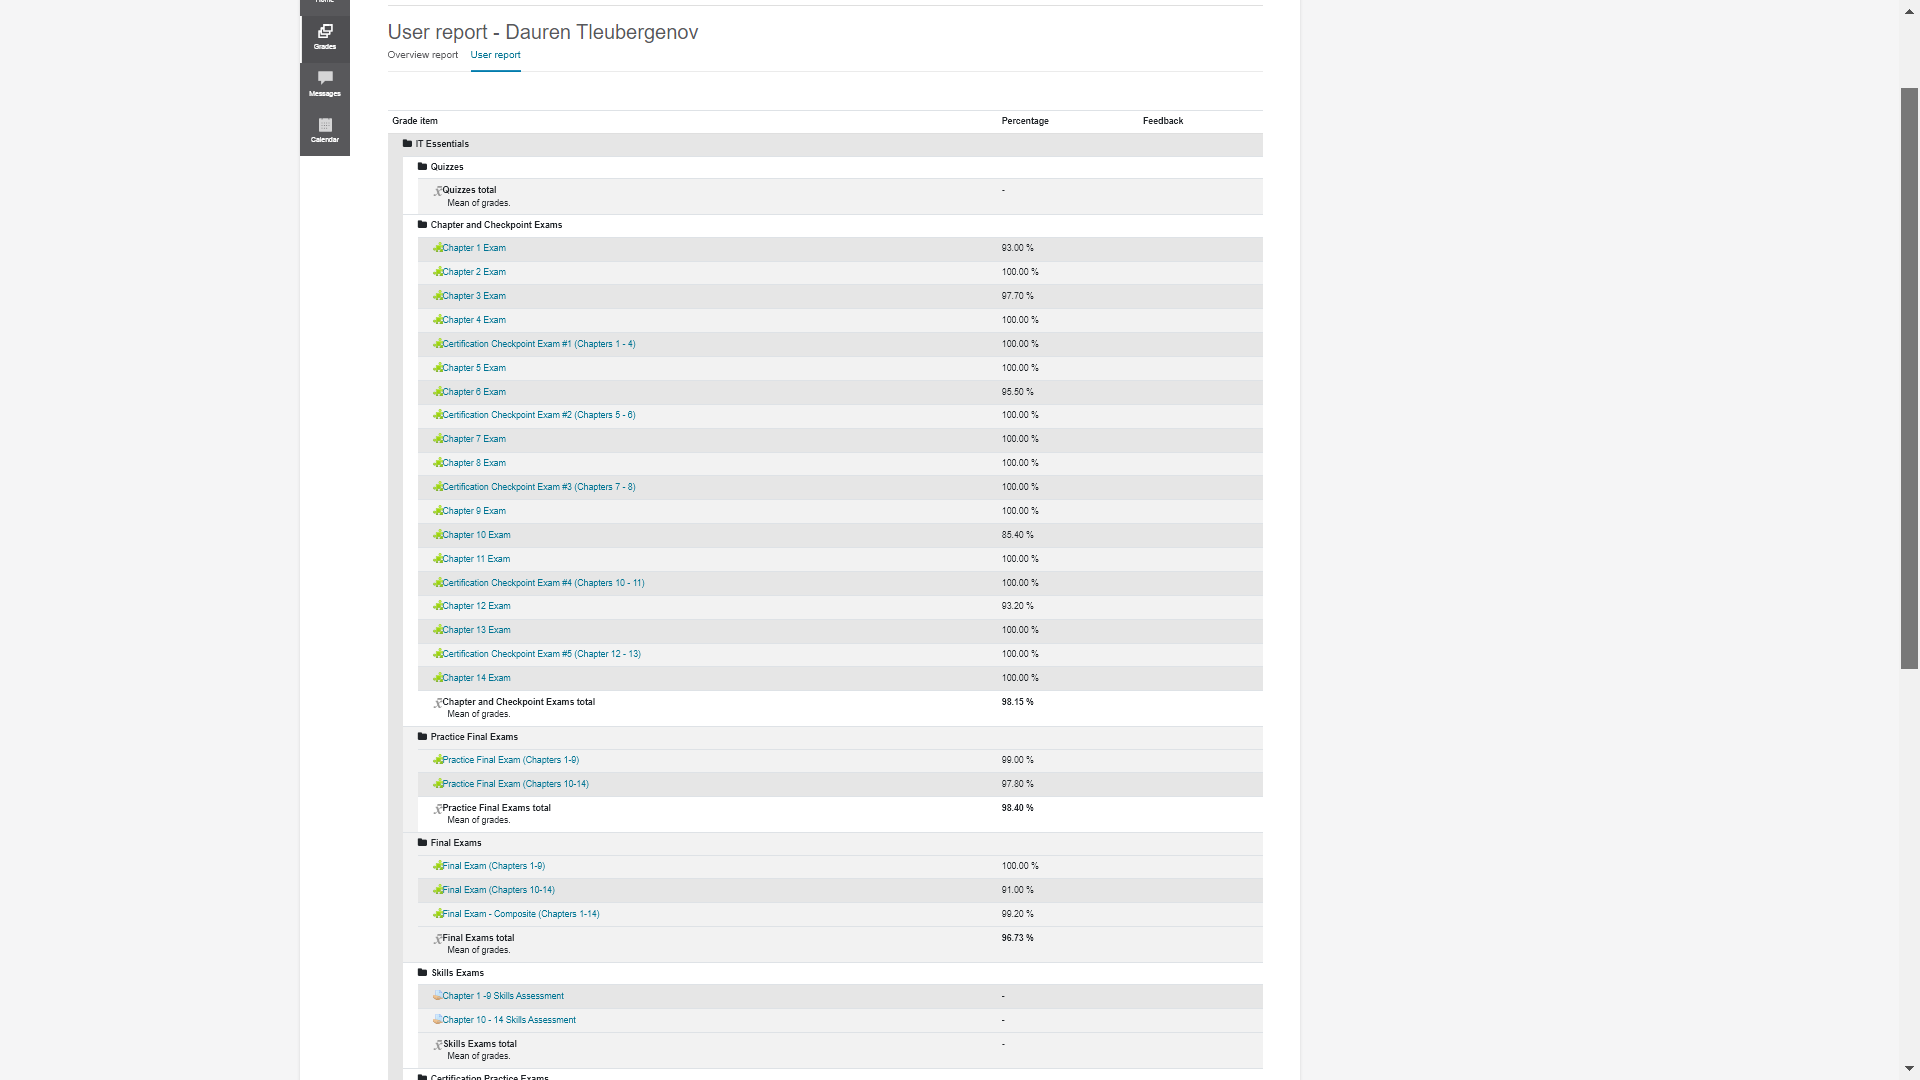 Home
Grades
Messages
Calendar
User report - Dauren Tleubergenov
Overview report User report
Grade item Percentage Feedback
IT Essentials
Quizzes
Quizzes total -
Mean of grades.
Chapter and Checkpoint Exams
Chapter 1 Exam 93.00 %
Chapter 2 Exam 100.00 %
Chapter 3 Exam 97.70 %
Chapter 4 Exam 100.00 %
Certification Checkpoint Exam #1 (Chapters 1 - 4) 100.00 %
Chapter 5 Exam 100.00 %
Chapter 6 Exam 95.50 %
Certification Checkpoint Exam #2 (Chapters 5 - 6) 100.00 %
Chapter 7 Exam 100.00 %
Chapter 8 Exam 100.00 %
Certification Checkpoint Exam #3 (Chapters 7 - 8) 100.00 %
Chapter 9 Exam 100.00 %
Chapter 10 Exam 85.40 %
Chapter 11 Exam 100.00 %
Certification Checkpoint Exam #4 (Chapters 10 - 11) 100.00 %
Chapter 12 Exam 93.20 %
Chapter 13 Exam 100.00 %
Certification Checkpoint Exam #5 (Chapter 12 - 13) 100.00 %
Chapter 14 Exam 100.00 %
Chapter and Checkpoint Exams total 98.15 %
Mean of grades.
Practice Final Exams
Practice Final Exam (Chapters 1-9) 99.00 %
Practice Final Exam (Chapters 10-14) 97.80 %
Practice Final Exams total 98.40 %
Mean of grades.
Final Exams
Final Exam (Chapters 1-9) 100.00 %
Final Exam (Chapters 10-14) 91.00 %
Final Exam - Composite (Chapters 1-14) 99.20 %
Final Exams total 96.73 %
Mean of grades.
Skills Exams
Chapter 1 -9 Skills Assessment -
Chapter 10 - 14 Skills Assessment -
Skills Exams total -
Mean of grades.
Certification Practice Exams